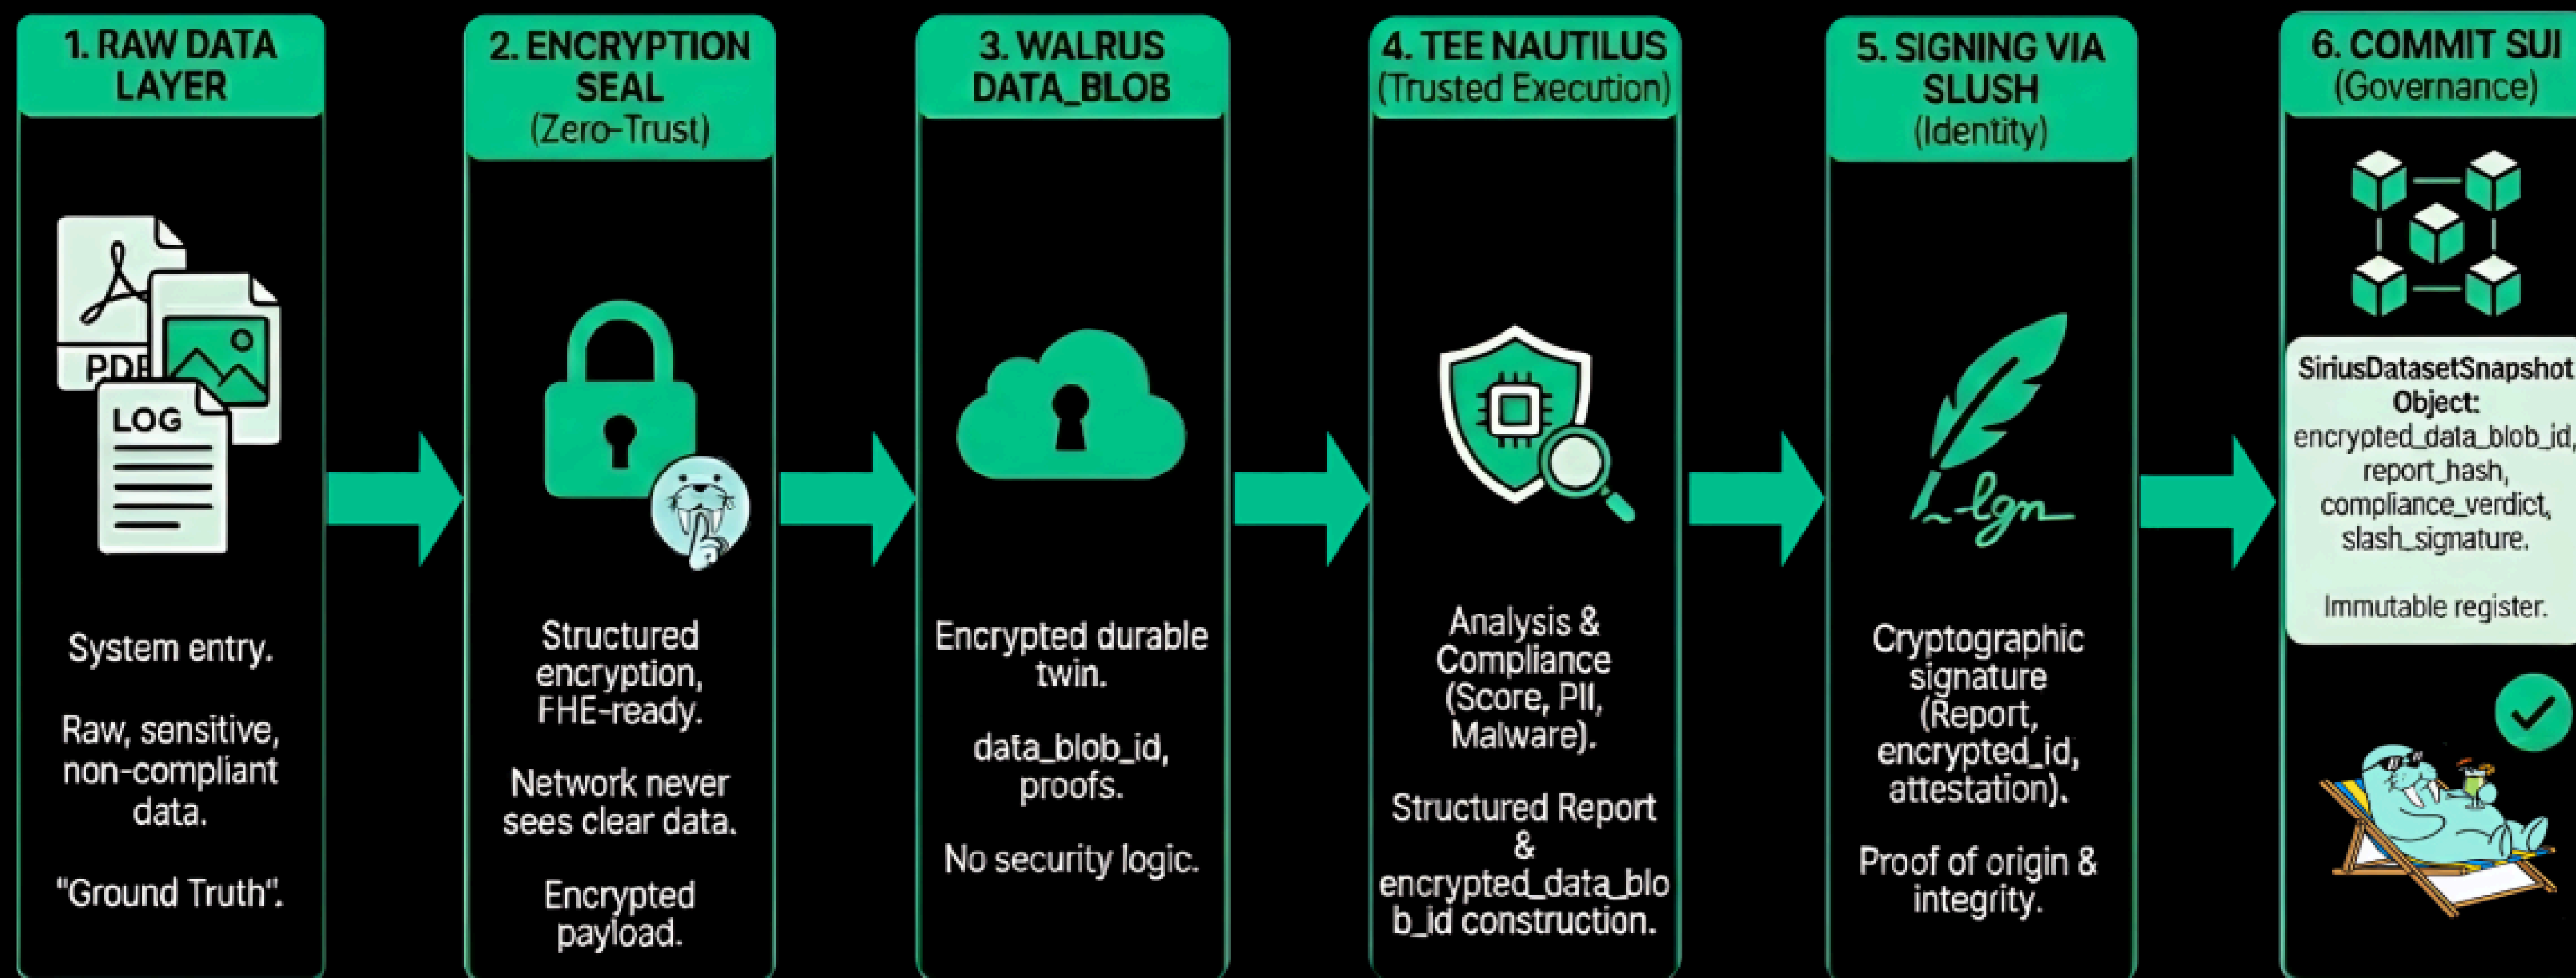 1. RAW DATA
LAYER
PDF
LOG
System entry.
Raw, sensitive,
non-compliant
data.
"Ground Truth".
2. ENCRYPTION
SEAL
(Zero-Trust)
Structured
encryption,
FHE-ready.
Network never
sees clear data.
Encrypted
payload.
3. WALRUS
DATA_BLOB
Encrypted durable
twin.
data_blob_id,
proofs.
No security logic.
4. TEE NAUTILUS
(Trusted Execution)
Analysis &
Compliance
(Score, PII,
Malware).
Structured Report
&
encrypted_data_blo
b_id construction.
5. SIGNING VIA
SLUSH
(Identity)
Cryptographic
signature
(Report,
encrypted_id,
attestation).
Proof of origin &
integrity.
6. COMMIT SUI
(Governance)
SiriusDatasetSnapshot
Object:
encrypted_data_blob_id,
report_hash,
compliance_verdict,
slash_signature.
Immutable register.